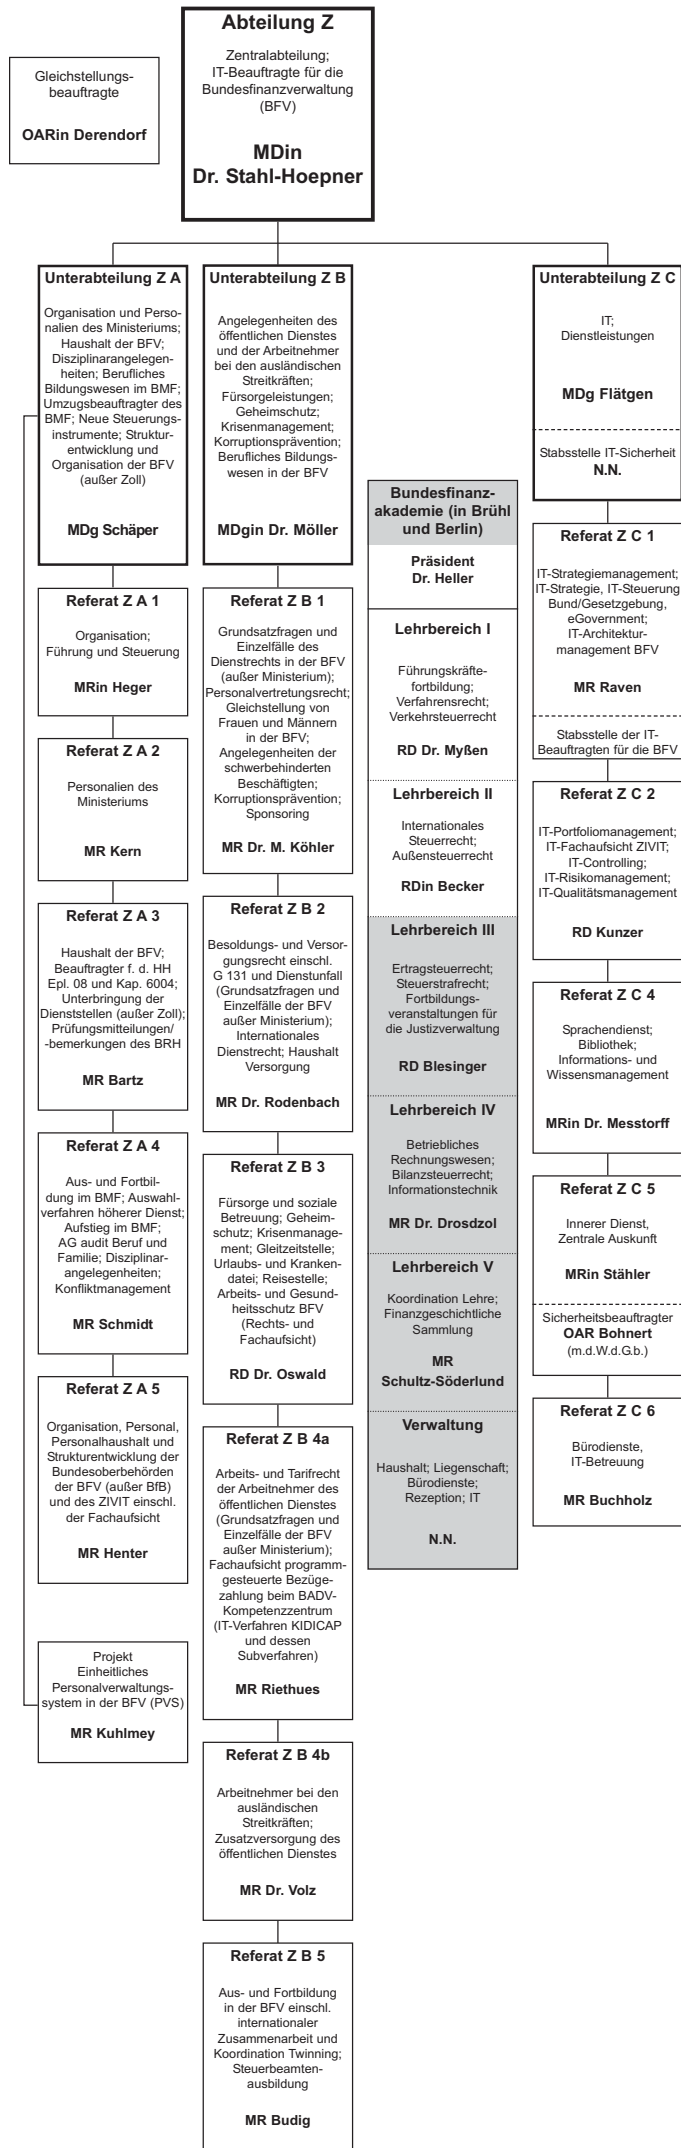 Abteilung Z
Zentralabteilung;
IT-Beauftragte für die
Bundesfinanzverwaltung
(BFV)
MDin
Dr. Stahl-Hoepner
Gleichstellungs-
beauftragte
OARin Derendorf
Unterabteilung Z A
Organisation und Perso-
nalien des Ministeriums;
Haushalt der BFV;
Disziplinarangelegen-
heiten; Berufliches
Bildungswesen im BMF;
Umzugsbeauftragter des
BMF; Neue Steuerungs-
instrumente; Struktur-
entwicklung und
Organisation der BFV
(außer Zoll)
MDg Schäper
Referat Z A 1
Organisation;
Führung und Steuerung
MRin Heger
Referat Z A 2
Personalien des
Ministeriums
MR Kern
Referat Z A 3
Haushalt der BFV;
Beauftragter f. d. HH
Epl. 08 und Kap. 6004;
Unterbringung der
Dienststellen (außer Zoll);
Prüfungsmitteilungen/
-bemerkungen des BRH
MR Bartz
Referat Z A 4
Aus- und Fortbil-
dung im BMF; Auswahl-
verfahren höherer Dienst;
Aufstieg im BMF;
AG audit Beruf und
Familie; Disziplinar-
angelegenheiten;
Konfliktmanagement
MR Schmidt
Referat Z A 5
Organisation, Personal,
Personalhaushalt und
Strukturentwicklung der
Bundesoberbehörden
der BFV (außer BfB)
und des ZIVIT einschl.
der Fachaufsicht
MR Henter
Projekt
Einheitliches
Personalverwaltungs-
system in der BFV (PVS)
MR Kuhlmey
Unterabteilung Z B
Angelegenheiten des
öffentlichen Dienstes
und der Arbeitnehmer
bei den ausländischen
Streitkräften;
Fürsorgeleistungen;
Geheimschutz;
Krisenmanagement;
Korruptionsprävention;
Berufliches Bildungs-
wesen in der BFV
MDgin Dr. Möller
Referat Z B 1
Grundsatzfragen und
Einzelfälle des
Dienstrechts in der BFV
(außer Ministerium);
Personalvertretungsrecht;
Gleichstellung von
Frauen und Männern
in der BFV;
Angelegenheiten der
schwerbehinderten
Beschäftigten;
Korruptionsprävention;
Sponsoring
MR Dr. M. Köhler
Referat Z B 2
Besoldungs- und Versor-
gungsrecht einschl.
G 131 und Dienstunfall
(Grundsatzfragen und
Einzelfälle der BFV
außer Ministerium);
Internationales
Dienstrecht; Haushalt
Versorgung
MR Dr. Rodenbach
Referat Z B 3
Fürsorge und soziale
Betreuung; Geheim-
schutz; Krisenmanage-
ment; Gleitzeitstelle;
Urlaubs- und Kranken-
datei; Reisestelle;
Arbeits- und Gesund-
heitsschutz BFV
(Rechts- und
Fachaufsicht)
RD Dr. Oswald
Referat Z B 4a
Arbeits- und Tarifrecht
der Arbeitnehmer des
öffentlichen Dienstes
(Grundsatzfragen und
Einzelfälle der BFV
außer Ministerium);
Fachaufsicht programm-
gesteuerte Bezüge-
zahlung beim BADV-
Kompetenzzentrum
(IT-Verfahren KIDICAP
und dessen
Subverfahren)
MR Riethues
Referat Z B 4b
Arbeitnehmer bei den
ausländischen
Streitkräften;
Zusatzversorgung des
öffentlichen Dienstes
MR Dr. Volz
Referat Z B 5
Aus- und Fortbildung
in der BFV einschl.
internationaler
Zusammenarbeit und
Koordination Twinning;
Steuerbeamten-
ausbildung
MR Budig
Bundesfinanz-
akademie (in Brühl
und Berlin)
Präsident
Dr. Heller
Lehrbereich I
Führungskräfte-
fortbildung;
Verfahrensrecht;
Verkehrsteuerrecht
RD Dr. Myßen
Lehrbereich II
Internationales
Steuerrecht;
Außensteuerrecht
RDin Becker
Lehrbereich III
Ertragsteuerrecht;
Steuerstrafrecht;
Fortbildungs-
veranstaltungen für
die Justizverwaltung
RD Blesinger
Lehrbereich IV
Betriebliches
Rechnungswesen;
Bilanzsteuerrecht;
Informationstechnik
MR Dr. Drosdzol
Lehrbereich V
Koordination Lehre;
Finanzgeschichtliche
Sammlung
MR
Schultz-Söderlund
Verwaltung
Haushalt; Liegenschaft;
Bürodienste;
Rezeption; IT
N.N.
Unterabteilung Z C
IT;
Dienstleistungen
MDg Flätgen
Stabsstelle IT-Sicherheit
N.N.
Referat Z C 1
IT-Strategiemanagement;
IT-Strategie, IT-Steuerung
Bund/Gesetzgebung,
eGovernment;
IT-Architektur-
management BFV
MR Raven
Stabsstelle der IT-
Beauftragten für die BFV
Referat Z C 2
IT-Portfoliomanagement;
IT-Fachaufsicht ZIVIT;
IT-Controlling;
IT-Risikomanagement;
IT-Qualitätsmanagement
RD Kunzer
Referat Z C 4
Sprachendienst;
Bibliothek;
Informations- und
Wissensmanagement
MRin Dr. Messtorff
Referat Z C 5
Innerer Dienst,
Zentrale Auskunft
MRin Stähler
Sicherheitsbeauftragter
OAR Bohnert
(m.d.W.d.G.b.)
Referat Z C 6
Bürodienste,
IT-Betreuung
MR Buchholz